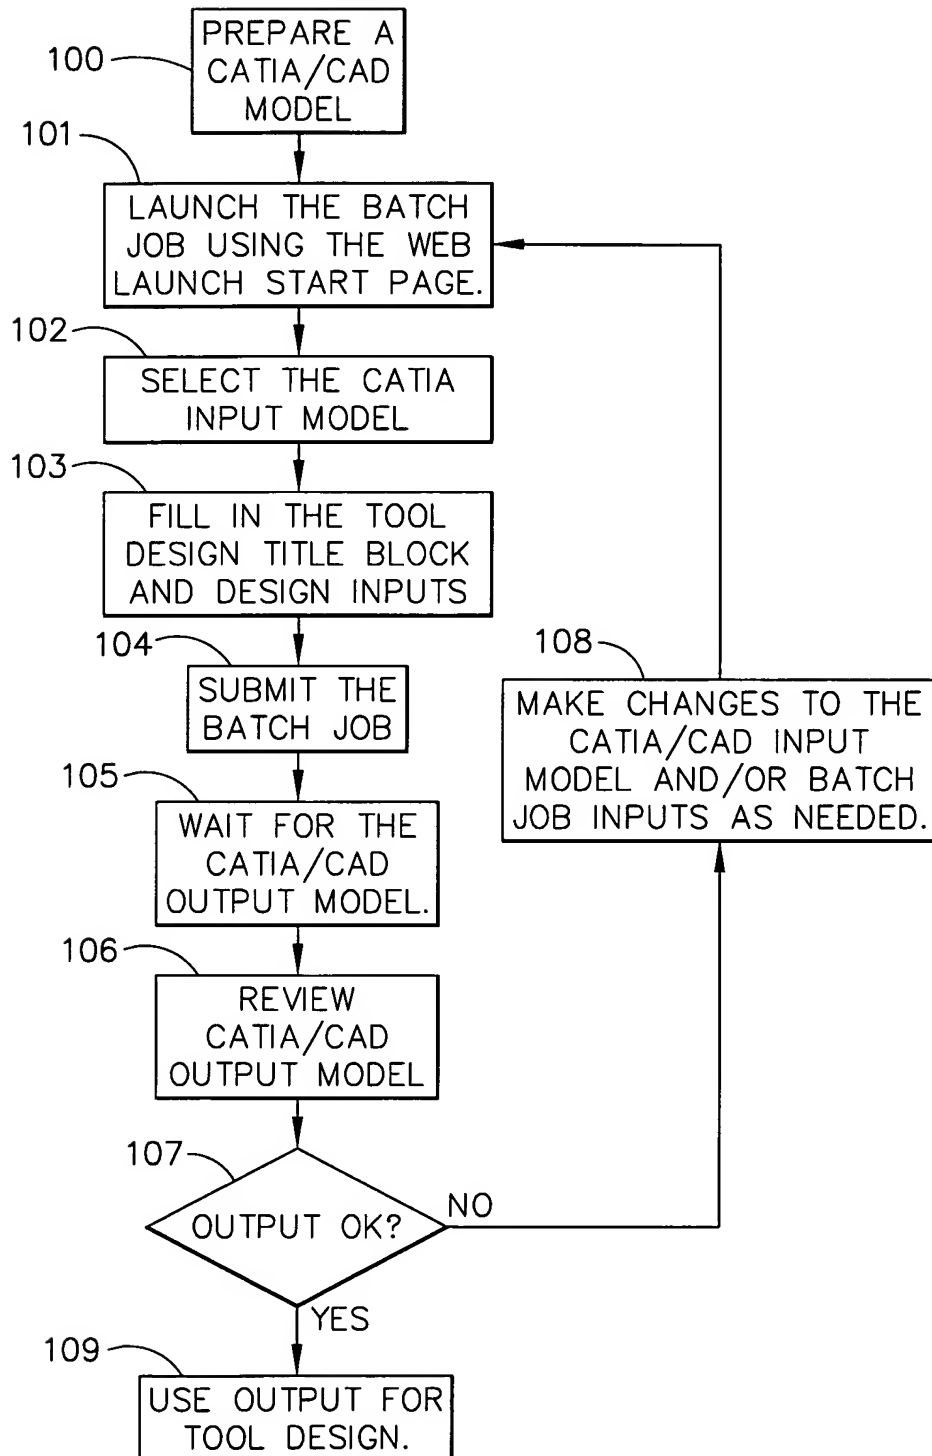 100
PREPARE A
CATIA/CAD
MODEL
101
LAUNCH THE BATCH
JOB USING THE WEB
LAUNCH START PAGE.
102
SELECT THE CATIA
INPUT MODEL
103
FILL IN THE TOOL
DESIGN TITLE BLOCK
AND DESIGN INPUTS
104
SUBMIT THE
BATCH JOB
108
MAKE CHANGES TO THE
CATIA/CAD INPUT
MODEL AND/OR BATCH
JOB INPUTS AS NEEDED.
105
WAIT FOR THE
CATIA/CAD
OUTPUT MODEL.
106
REVIEW
CATIA/CAD
OUTPUT MODEL
107
OUTPUT OK?
NO
YES
109
USE OUTPUT FOR
TOOL DESIGN.